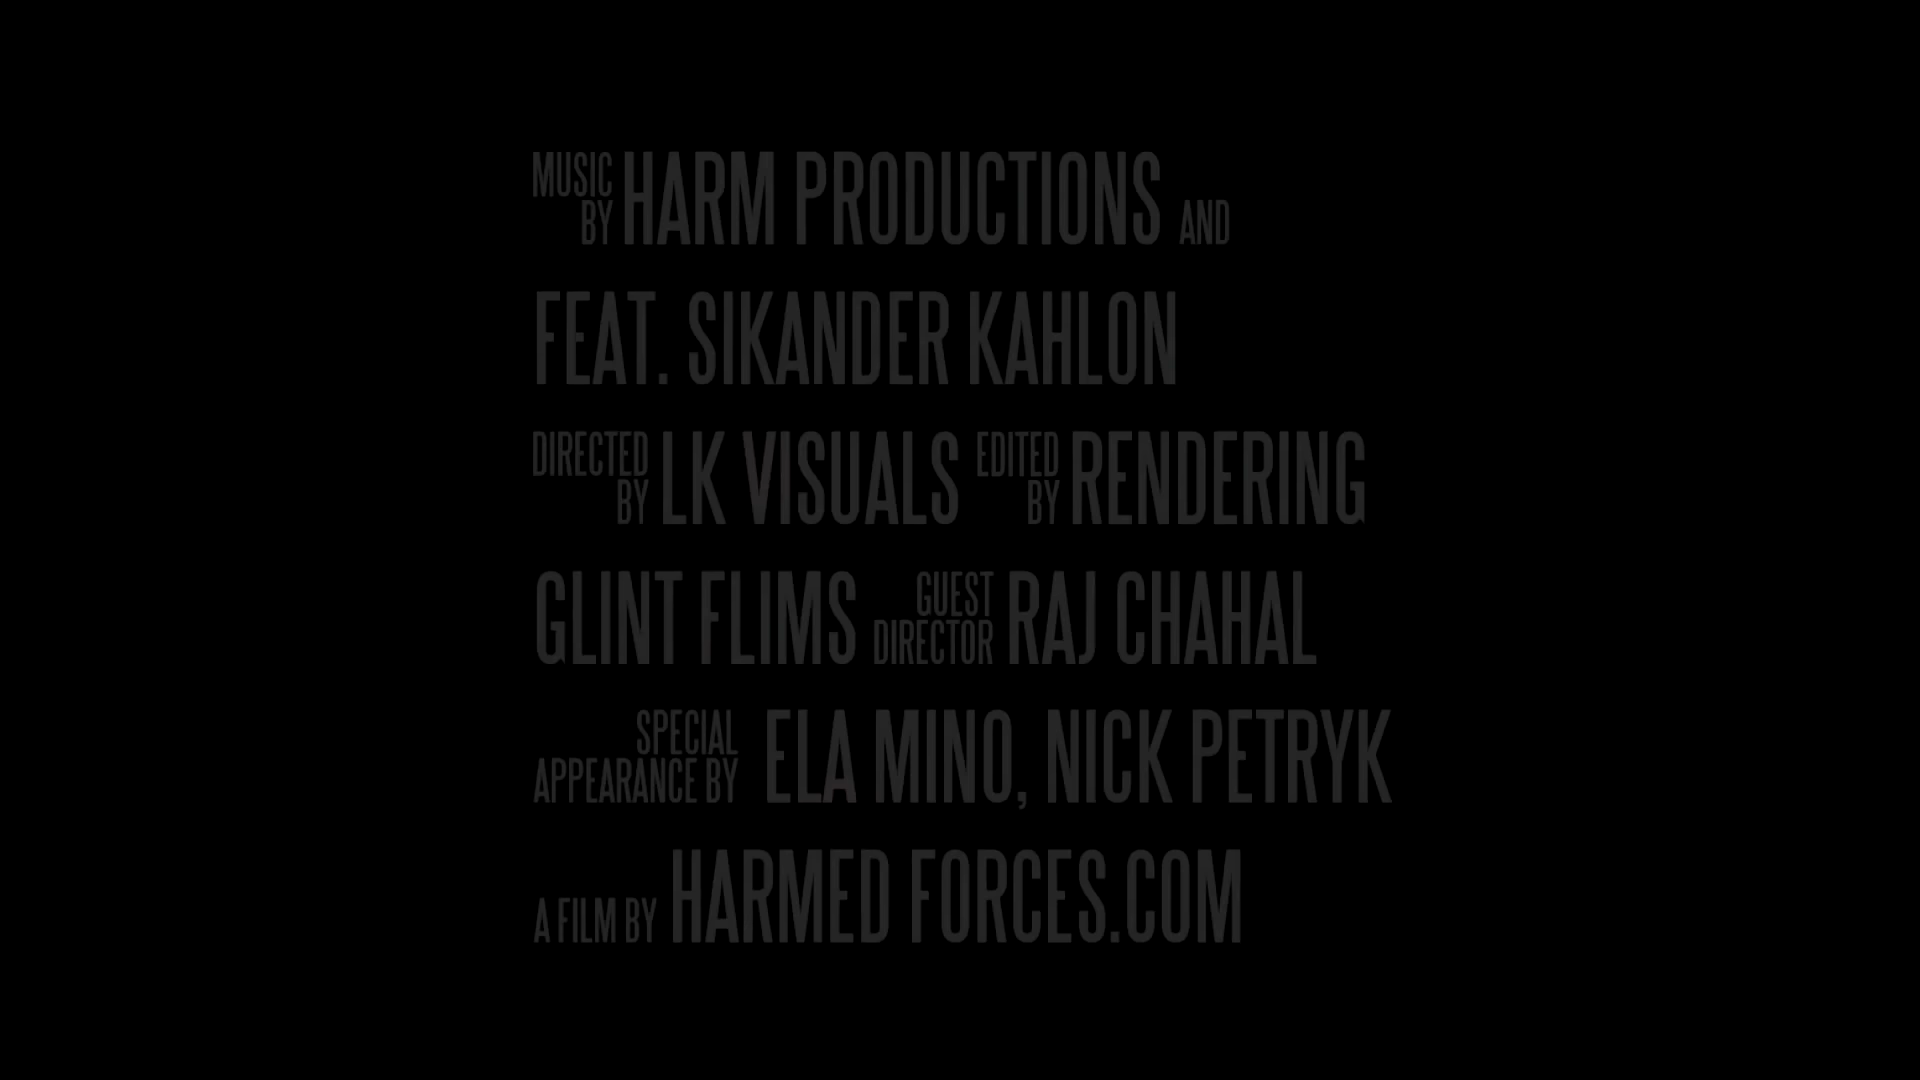 MUSIC BY HARM PRODUCTIONS AND
FEAT. SIKANDER KAHLON
DIRECTED BY LK VISUALS EDITED BY RENDERING
GLINT FLIMS GUEST DIRECTOR RAJ CHAHAL
SPECIAL APPEARANCE BY ELA MINO, NICK PETRYK
A FILM BY HARMED FORCES.COM